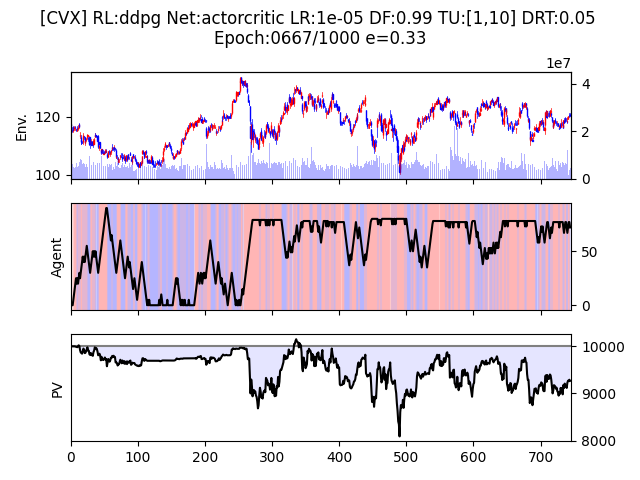 [CVX] RL:ddpg Net:actorcritic LR:1e-05 DF:0.99 TU:[1,10] DRT:0.05
Epoch:0667/1000 e=0.33
1e7
Env.
120
100
4
2
0
Agent
50
0
PV
10000
9000
8000
0 100 200 300 400 500 600 700